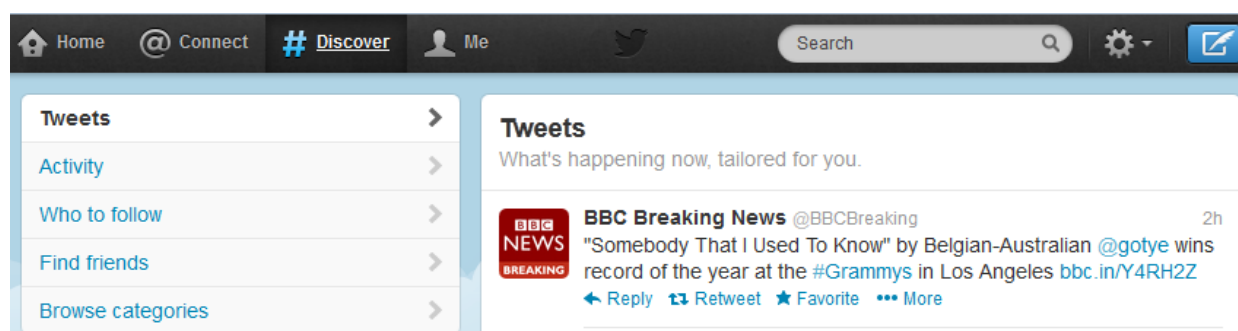 Home @ Connect # Discover Me Search
Tweets
Activity
Who to follow
Find friends
Browse categories
Tweets
What's happening now, tailored for you.
BBC NEWS BREAKING
BBC Breaking News @BBCBreaking 2h
"Somebody That I Used To Know" by Belgian-Australian @gotye wins
record of the year at the #Grammys in Los Angeles bbc.in/Y4RH2Z
Reply Retweet Favorite ••• More